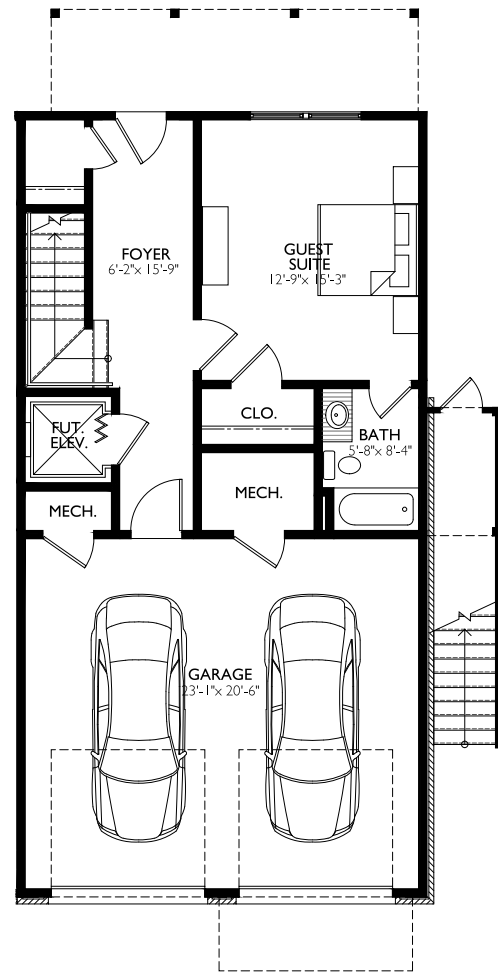 FOYER
6'-2"x 15'-9"
GUEST
SUITE
12'-9"x 15'-3"
CLO.
FUT.
ELEV.
BATH
5'-8"x 8'-4"
MECH.
MECH.
GARAGE
23'-1"x 20'-6"